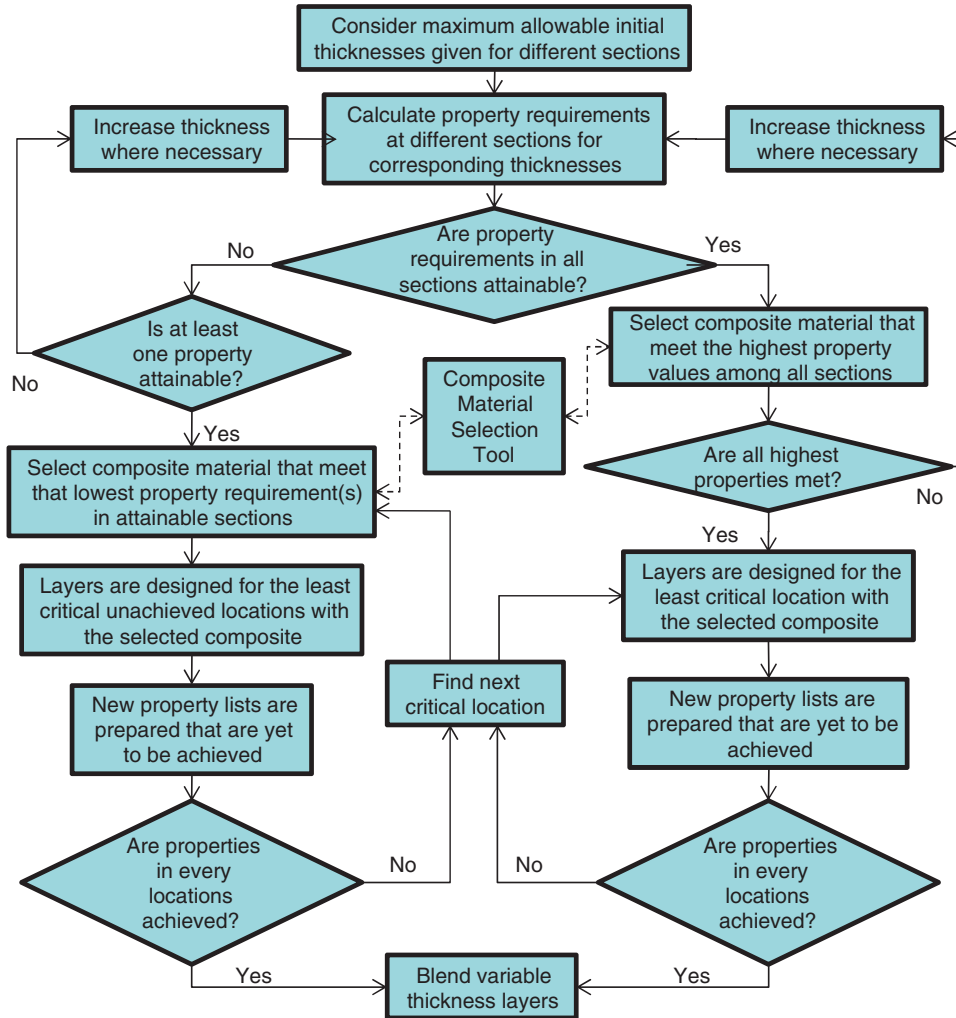 Consider maximum allowable initial
thicknesses given for different sections
Increase thickness
where necessary
Calculate property requirements
at different sections for
corresponding thicknesses
Increase thickness
where necessary
No
Are property
requirements in all
sections attainable?
Yes
Is at least
one property
attainable?
No
Yes
Select composite material that
meet the highest property
values among all sections
Composite
Material
Selection
Tool
Select composite material that meet
that lowest property requirement(s)
in attainable sections
Are all highest
properties met?
No
Yes
Layers are designed for the least
critical unachieved locations with
the selected composite
Layers are designed for the
least critical location with
the selected composite
Find next
critical location
New property lists are
prepared that are yet
to be achieved
New property lists are
prepared that are yet to be
achieved
Are properties
in every
locations
achieved?
No
No
Are properties
in every
locations
achieved?
Yes
Blend variable
thickness layers
Yes